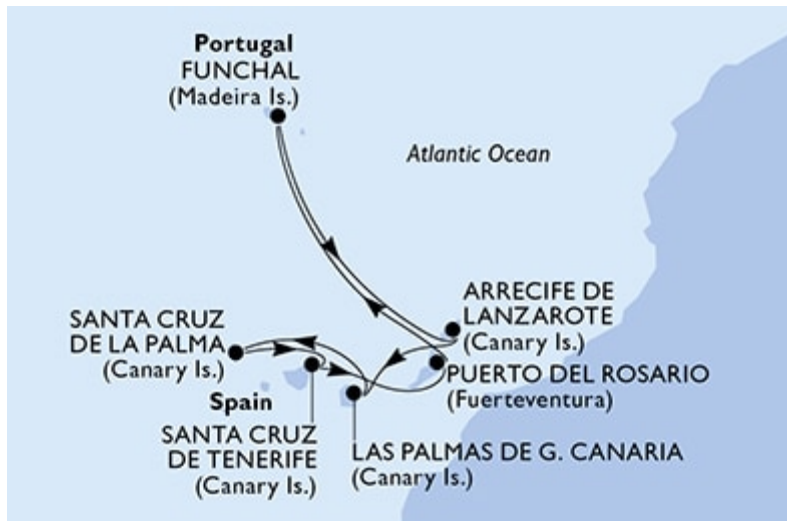 Portugal
FUNCHAL
(Madeira Is.)
Atlantic Ocean
ARRECIFE DE
LANZAROTE
(Canary Is.)
SANTA CRUZ
DE LA PALMA
(Canary Is.)
PUERTO DEL ROSARIO
(Fuerteventura)
Spain
SANTA CRUZ
DE TENERIFE
(Canary Is.)
LAS PALMAS DE G. CANARIA
(Canary Is.)